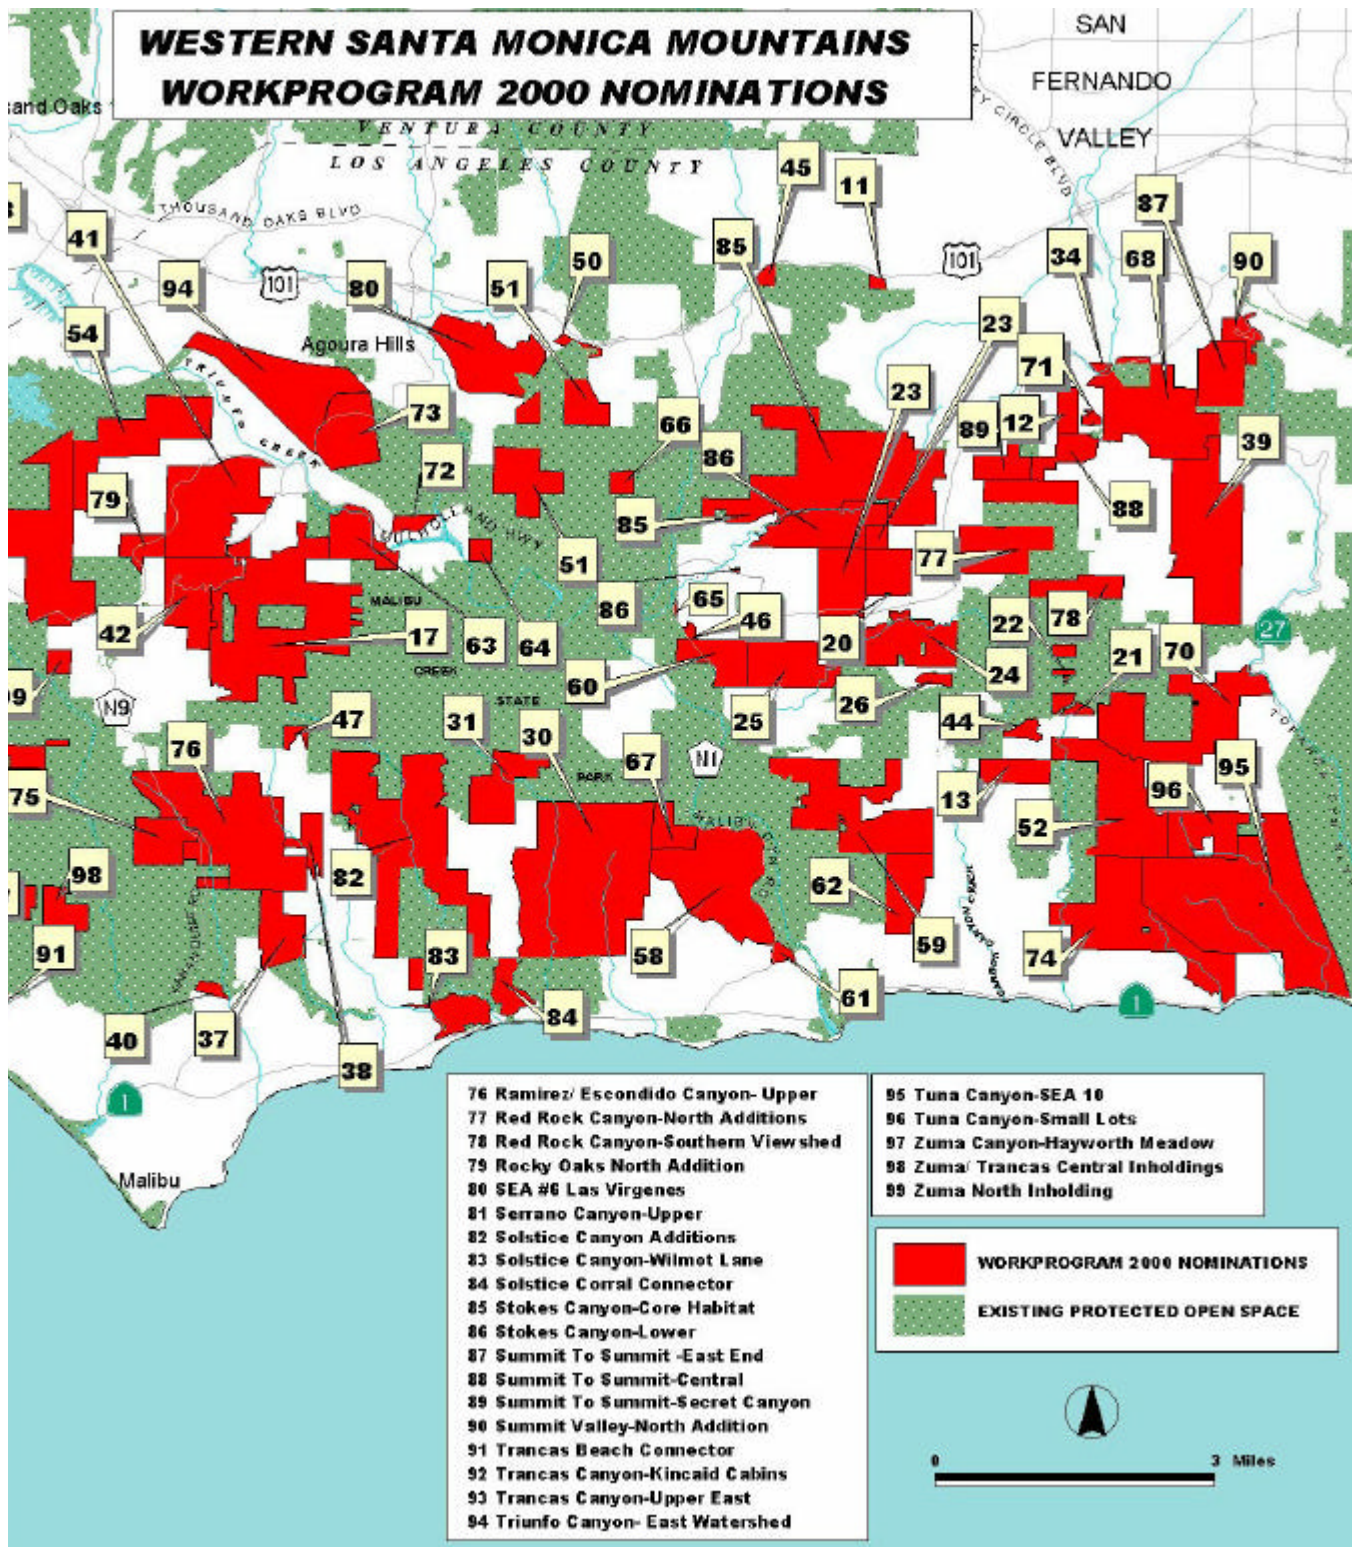 WESTERN SANTA MONICA MOUNTAINS
WORKPROGRAM 2000 NOMINATIONS
SAN
FERNANDO
VALLEY
VENTURA COUNTY
LOS ANGELES COUNTY
THOUSAND OAKS BLVD
sand Oaks
101
101
Agoura Hills
TRIUNFO CREEK
MULHOLLAND HWY
MALIBU
CREEK
STATE
PARK
N9
N1
27
1
1
Malibu
45
11
87
41
85
34
68
90
94
80
51
50
54
23
71
23
73
66
89
12
39
72
86
79
85
88
51
77
86
65
46
42
17
63
64
20
22
78
21
70
60
24
26
25
44
47
31
30
76
67
95
96
75
13
52
98
82
62
91
83
58
59
74
61
84
40
37
38
76 Ramirez/ Escondido Canyon- Upper
77 Red Rock Canyon-North Additions
78 Red Rock Canyon-Southern Viewshed
79 Rocky Oaks North Addition
80 SEA #6 Las Virgenes
81 Serrano Canyon-Upper
82 Solstice Canyon Additions
83 Solstice Canyon-Wilmot Lane
84 Solstice Corral Connector
85 Stokes Canyon-Core Habitat
86 Stokes Canyon-Lower
87 Summit To Summit -East End
88 Summit To Summit-Central
89 Summit To Summit-Secret Canyon
90 Summit Valley-North Addition
91 Trancas Beach Connector
92 Trancas Canyon-Kincaid Cabins
93 Trancas Canyon-Upper East
94 Triunfo Canyon- East Watershed
95 Tuna Canyon-SEA 10
96 Tuna Canyon-Small Lots
97 Zuma Canyon-Hayworth Meadow
98 Zuma/ Trancas Central Inholdings
99 Zuma North Inholding
WORKPROGRAM 2000 NOMINATIONS
EXISTING PROTECTED OPEN SPACE
0 3 Miles